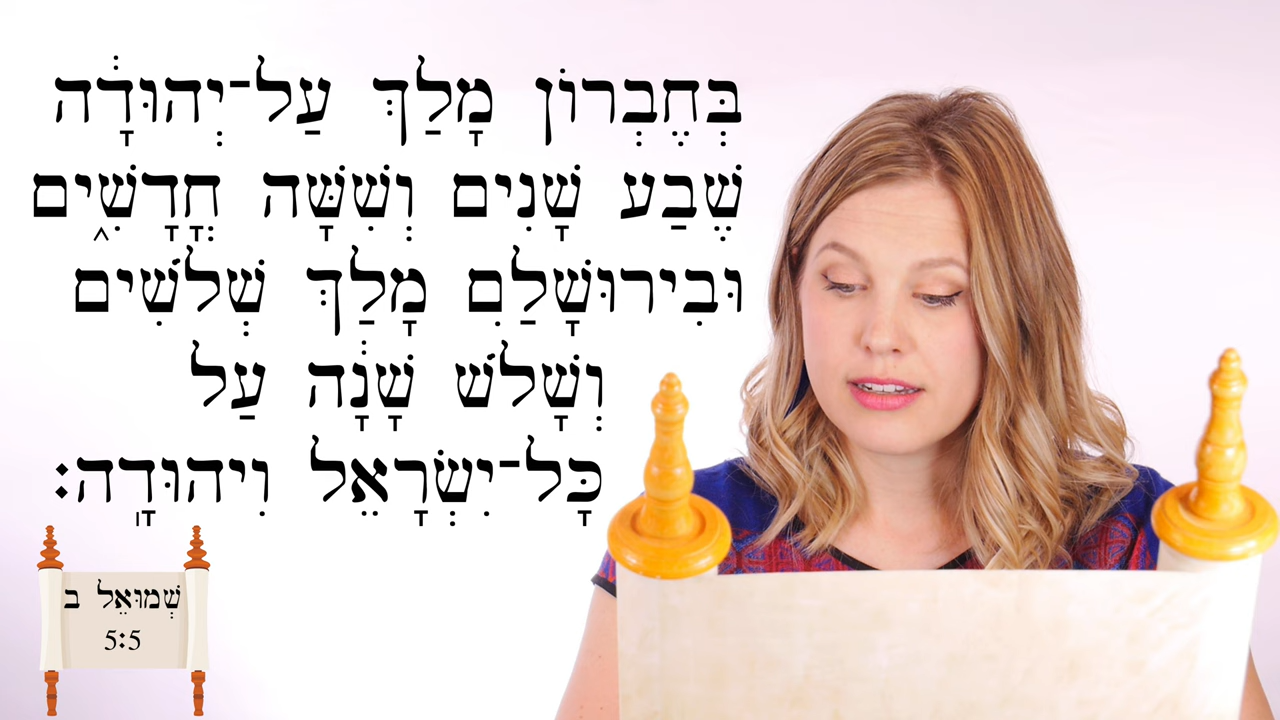 בְּחֶבְרוֹן מָלַךְ עַל־יְהוּדָ֔ה
שֶׁבַע שָׁנִים וְשִׁשָּׁה חֳדָשִׁ֑ים
וּבִירוּשָׁלַ‍ִם מָלַךְ שְׁלֹשִׁים
וְשָׁלֹשׁ שָׁנָ֔ה עַל
כָּל־יִשְׂרָאֵל וִיהוּדָֽה׃
שְׁמוּאֵל ב
5:5